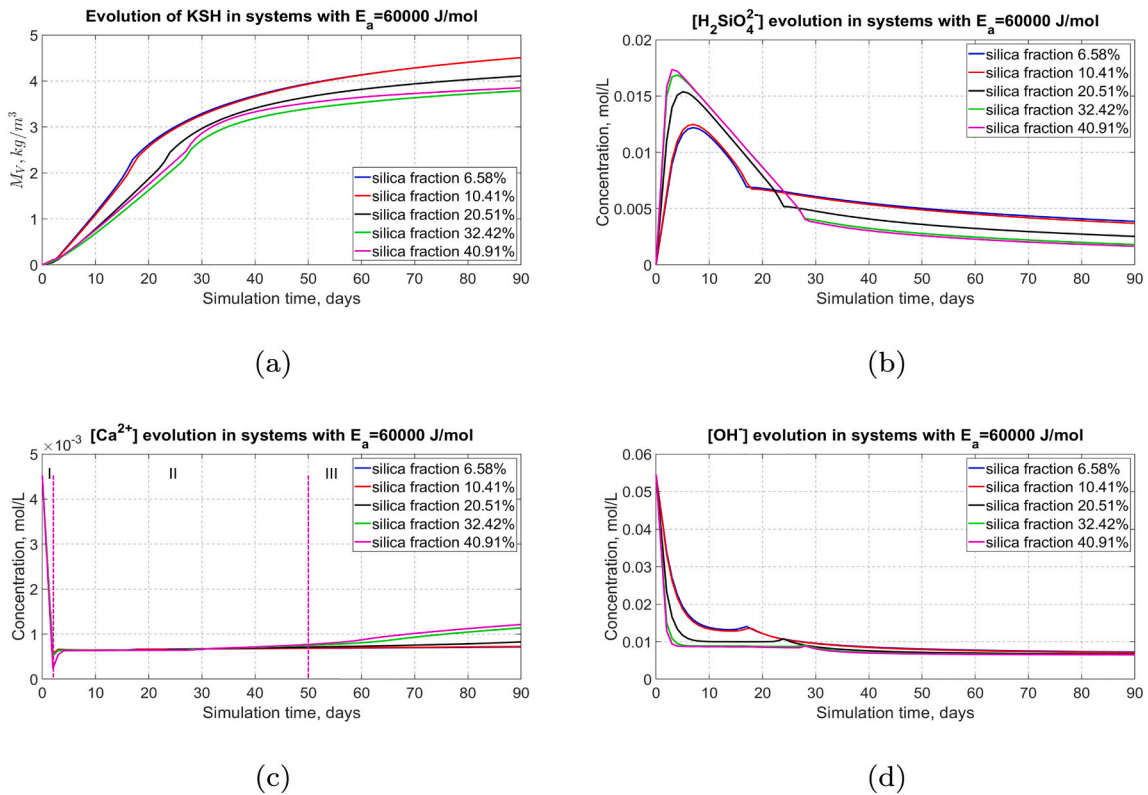 Evolution of KSH in systems with E_a=60000 J/mol
M_V, kg/m^3
5
4
3
2
1
0
silica fraction 6.58%
silica fraction 10.41%
silica fraction 20.51%
silica fraction 32.42%
silica fraction 40.91%
0 10 20 30 40 50 60 70 80 90
Simulation time, days
(a)
[H_2SiO_4^{2-}] evolution in systems with E_a=60000 J/mol
Concentration, mol/L
0.02
0.015
0.01
0.005
0
silica fraction 6.58%
silica fraction 10.41%
silica fraction 20.51%
silica fraction 32.42%
silica fraction 40.91%
0 10 20 30 40 50 60 70 80 90
Simulation time, days
(b)
[Ca^{2+}] evolution in systems with E_a=60000 J/mol
×10^{-3}
Concentration, mol/L
5
4
3
2
1
0
I II III
silica fraction 6.58%
silica fraction 10.41%
silica fraction 20.51%
silica fraction 32.42%
silica fraction 40.91%
0 10 20 30 40 50 60 70 80 90
Simulation time, days
(c)
[OH^-] evolution in systems with E_a=60000 J/mol
Concentration, mol/L
0.06
0.05
0.04
0.03
0.02
0.01
0
silica fraction 6.58%
silica fraction 10.41%
silica fraction 20.51%
silica fraction 32.42%
silica fraction 40.91%
0 10 20 30 40 50 60 70 80 90
Simulation time, days
(d)